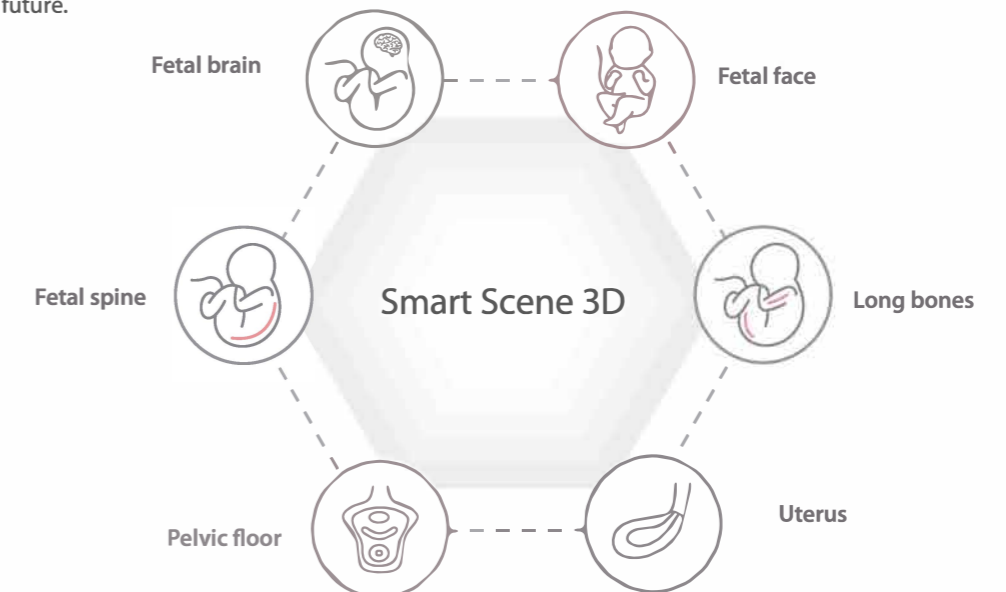 future.
Fetal brain
Fetal face
Fetal spine
Smart Scene 3D
Long bones
Pelvic floor
Uterus